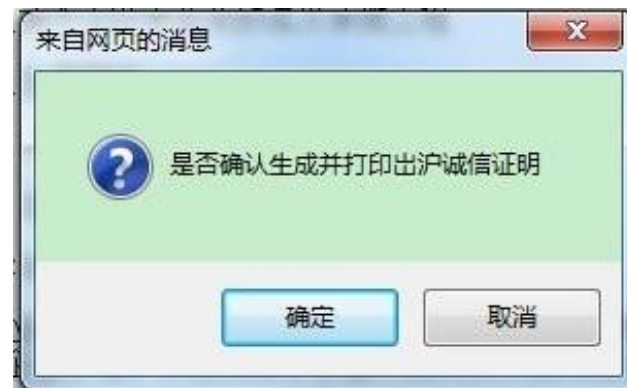 来自网页的消息
是否确认生成并打印出沪诚信证明
确定
取消